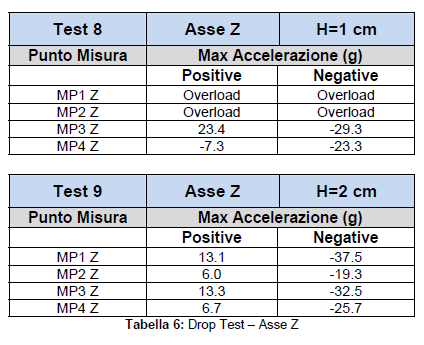 Test 8 Asse Z H=1 cm
Punto Misura Max Accelerazione (g)
Positive Negative
MP1 Z Overload Overload
MP2 Z Overload Overload
MP3 Z 23.4 -29.3
MP4 Z -7.3 -23.3
Test 9 Asse Z H=2 cm
Punto Misura Max Accelerazione (g)
Positive Negative
MP1 Z 13.1 -37.5
MP2 Z 6.0 -19.3
MP3 Z 13.3 -32.5
MP4 Z 6.7 -25.7
Tabella 6: Drop Test – Asse Z